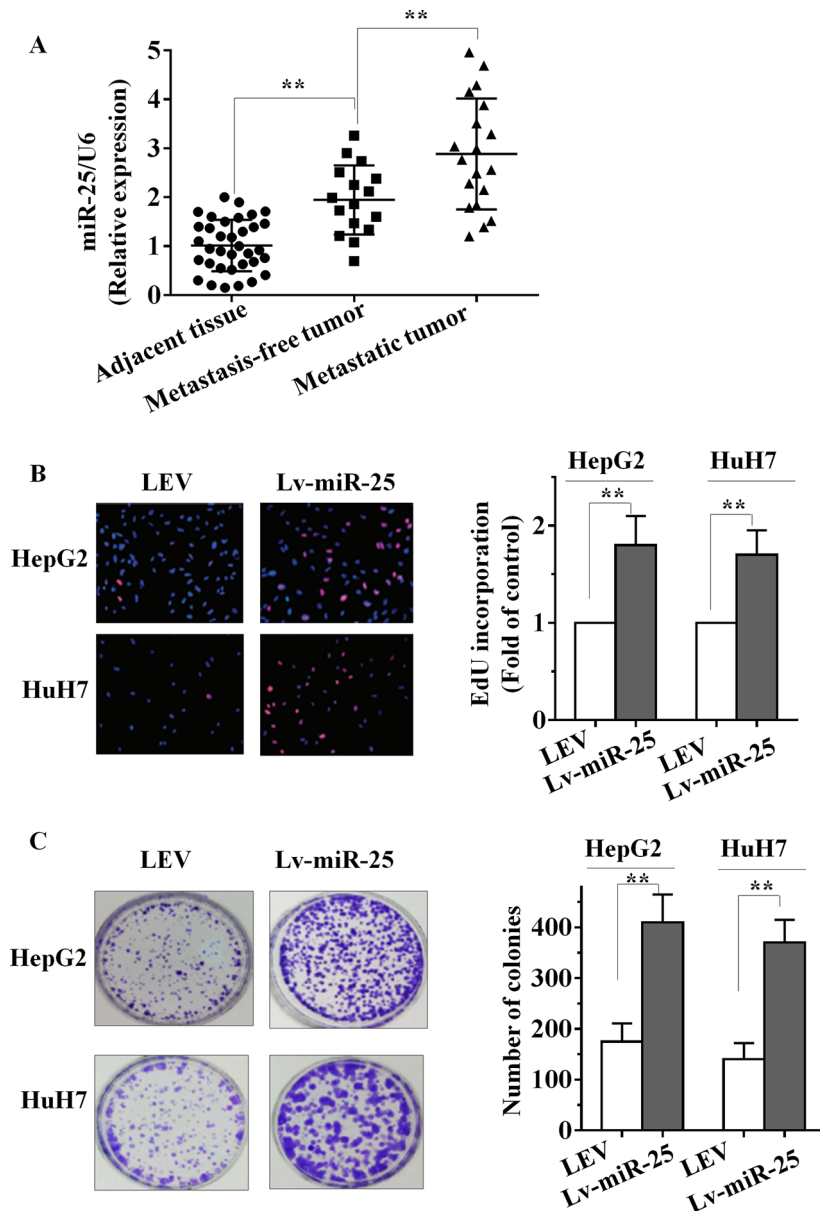 A
**
**
miR-25/U6
(Relative expression)
5
4
3
2
1
0
Adjacent tissue
Metastasis-free tumor
Metastatic tumor
B
LEV
Lv-miR-25
HepG2
HuH7
HepG2
HuH7
**
**
EdU incorporation
(Fold of control)
2
1
0
LEV
Lv-miR-25
LEV
Lv-miR-25
C
LEV
Lv-miR-25
HepG2
HuH7
HepG2
HuH7
**
**
Number of colonies
400
300
200
100
0
LEV
Lv-miR-25
LEV
Lv-miR-25